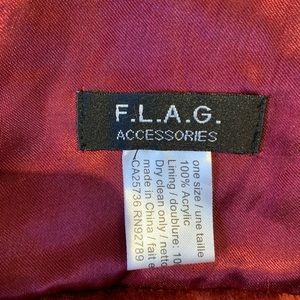 F.L.A.G.
ACCESSORIES
one size / une taille
100% Acrylic
Lining / doublure: 10
Dry clean only / netto
made in China / fait e
CA25736 RN92789